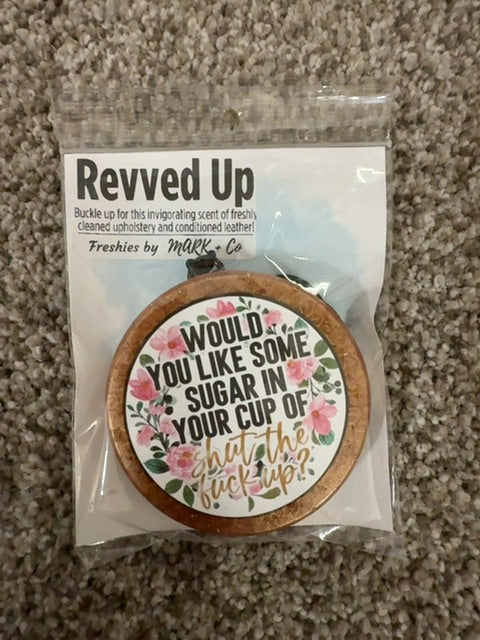 Revved Up
Buckle up for this invigorating scent of freshly
cleaned upholstery and conditioned leather!
Freshies by MARK + Co
WOULD
YOU LIKE SOME
SUGAR IN
YOUR CUP OF
shut the
fuck up?